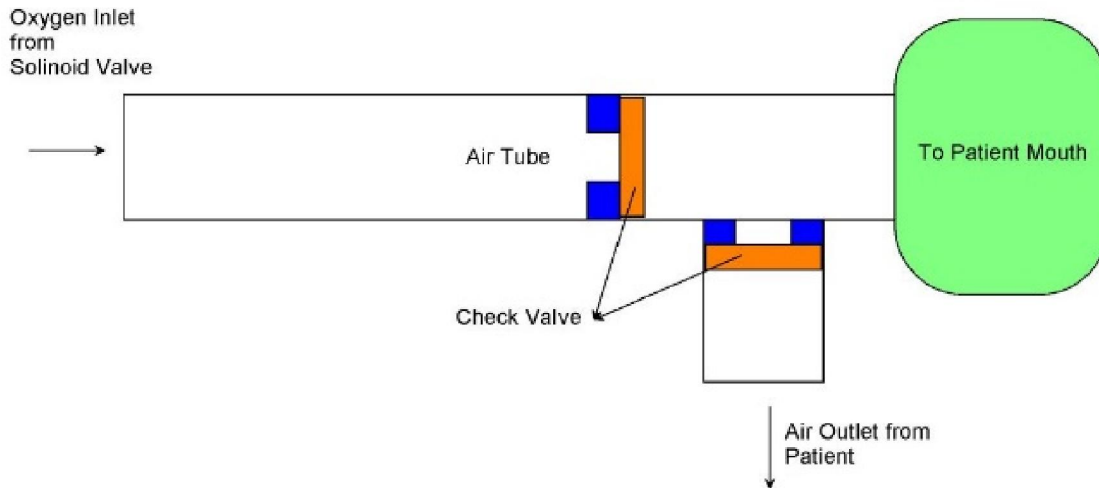 Oxygen Inlet
from
Solinoid Valve
Air Tube
To Patient Mouth
Check Valve
Air Outlet from
Patient